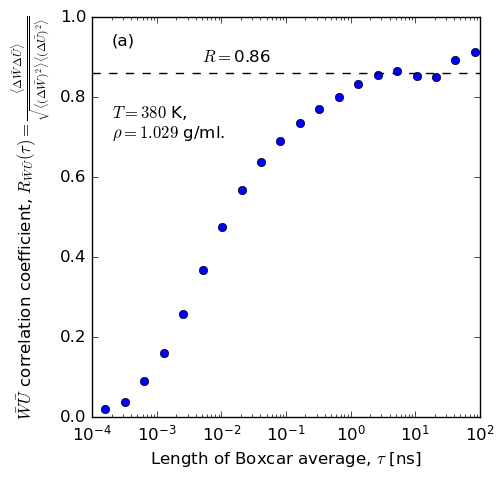 (a)
R = 0.86
T = 380 K,
ρ = 1.029 g/ml.
W̄Ū correlation coefficient, R_{W̄Ū}(τ) = ⟨ΔW̄ΔŪ⟩ / √(⟨(ΔW̄)²⟩⟨(ΔŪ)²⟩)
1.0
0.8
0.6
0.4
0.2
0.0
10⁻⁴ 10⁻³ 10⁻² 10⁻¹ 10⁰ 10¹ 10²
Length of Boxcar average, τ [ns]